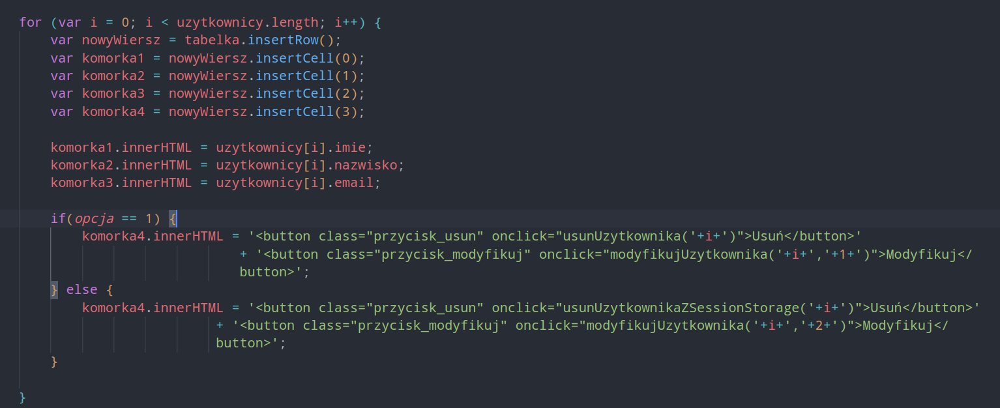 for (var i = 0; i < uzytkownicy.length; i++) {
var nowyWiersz = tabelka.insertRow();
var komorka1 = nowyWiersz.insertCell(0);
var komorka2 = nowyWiersz.insertCell(1);
var komorka3 = nowyWiersz.insertCell(2);
var komorka4 = nowyWiersz.insertCell(3);
komorka1.innerHTML = uzytkownicy[i].imie;
komorka2.innerHTML = uzytkownicy[i].nazwisko;
komorka3.innerHTML = uzytkownicy[i].email;
if(opcja == 1) {
komorka4.innerHTML = '<button class="przycisk_usun" onclick="usunUzytkownika('+i+')">Usuń</button>'
+ '<button class="przycisk_modyfikuj" onclick="modyfikujUzytkownika('+i+','+1+')">Modyfikuj</
button>';
} else {
komorka4.innerHTML = '<button class="przycisk_usun" onclick="usunUzytkownikaZSessionStorage('+i+')">Usuń</button>'
+ '<button class="przycisk_modyfikuj" onclick="modyfikujUzytkownika('+i+','+2+')">Modyfikuj</
button>';
}
}